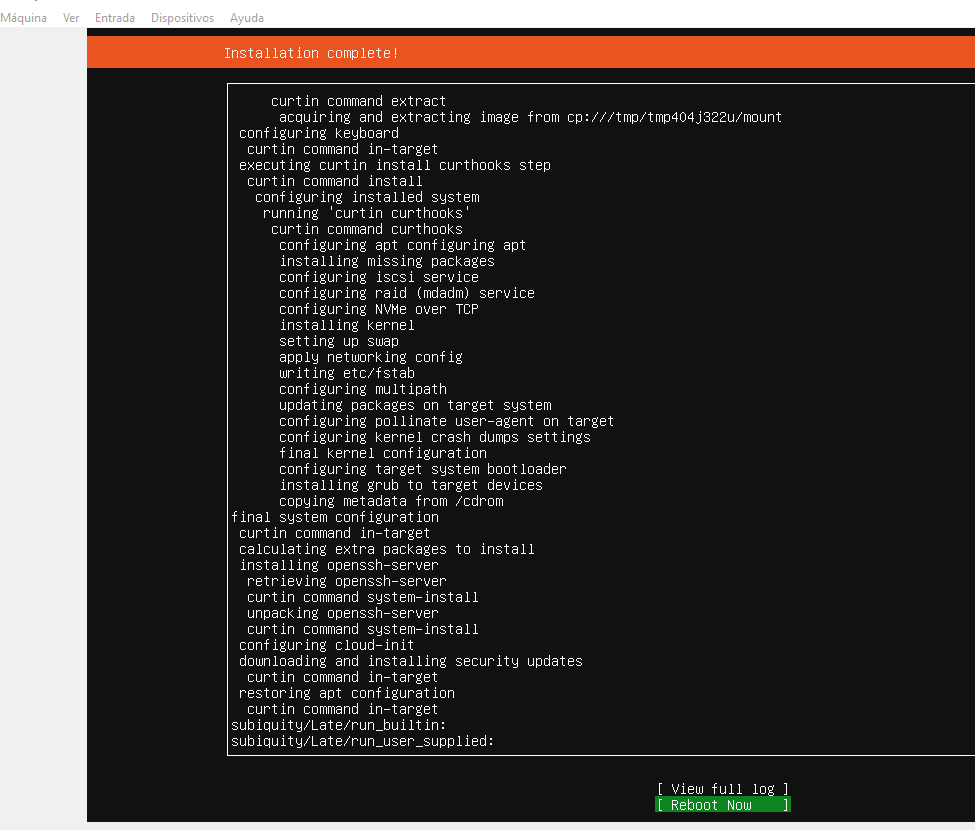 Máquina Ver Entrada Dispositivos Ayuda
Installation complete!
curtin command extract
acquiring and extracting image from cp:///tmp/tmp404j322u/mount
configuring keyboard
curtin command in-target
executing curtin install curthooks step
curtin command install
configuring installed system
running 'curtin curthooks'
curtin command curthooks
configuring apt configuring apt
installing missing packages
configuring iscsi service
configuring raid (mdadm) service
configuring NVMe over TCP
installing kernel
setting up swap
apply networking config
writing etc/fstab
configuring multipath
updating packages on target system
configuring pollinate user-agent on target
configuring kernel crash dumps settings
final kernel configuration
configuring target system bootloader
installing grub to target devices
copying metadata from /cdrom
final system configuration
curtin command in-target
calculating extra packages to install
installing openssh-server
retrieving openssh-server
curtin command system-install
unpacking openssh-server
curtin command system-install
configuring cloud-init
downloading and installing security updates
curtin command in-target
restoring apt configuration
curtin command in-target
subiquity/Late/run_builtin:
subiquity/Late/run_user_supplied:
[ View full log ]
[ Reboot Now ]